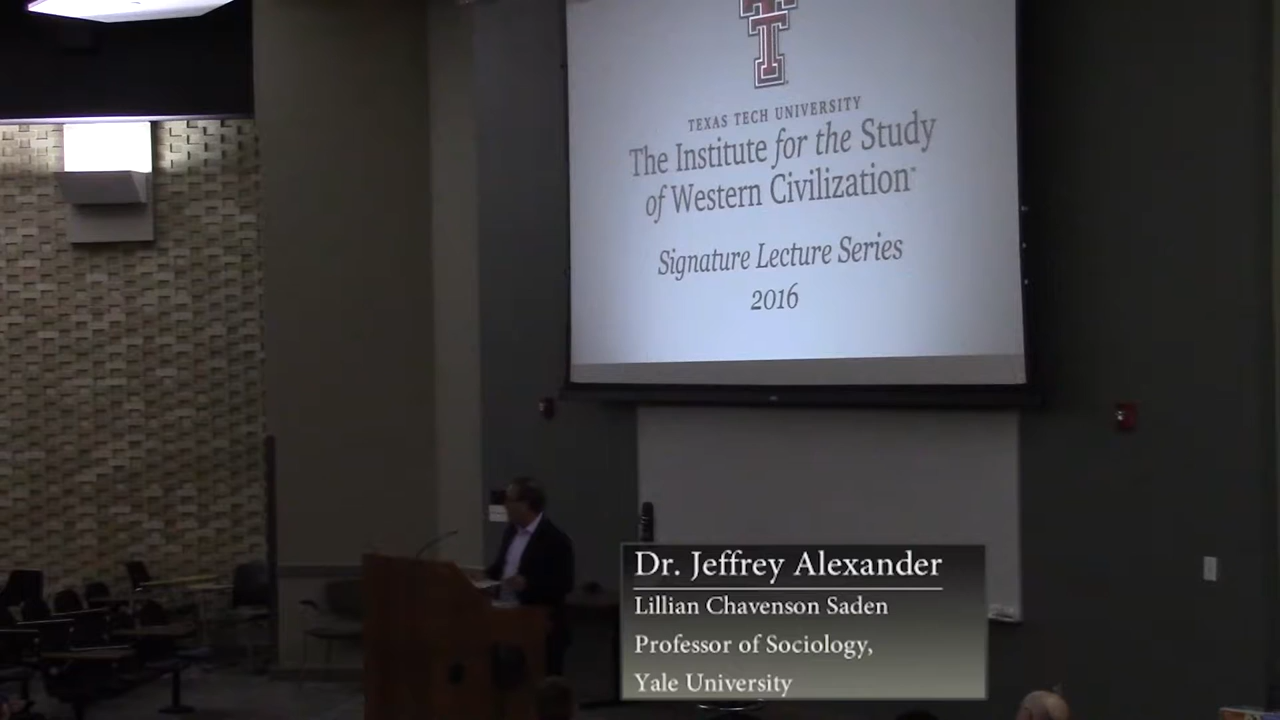 TEXAS TECH UNIVERSITY
The Institute for the Study
of Western Civilization™
Signature Lecture Series
2016
Dr. Jeffrey Alexander
Lillian Chavenson Saden
Professor of Sociology,
Yale University